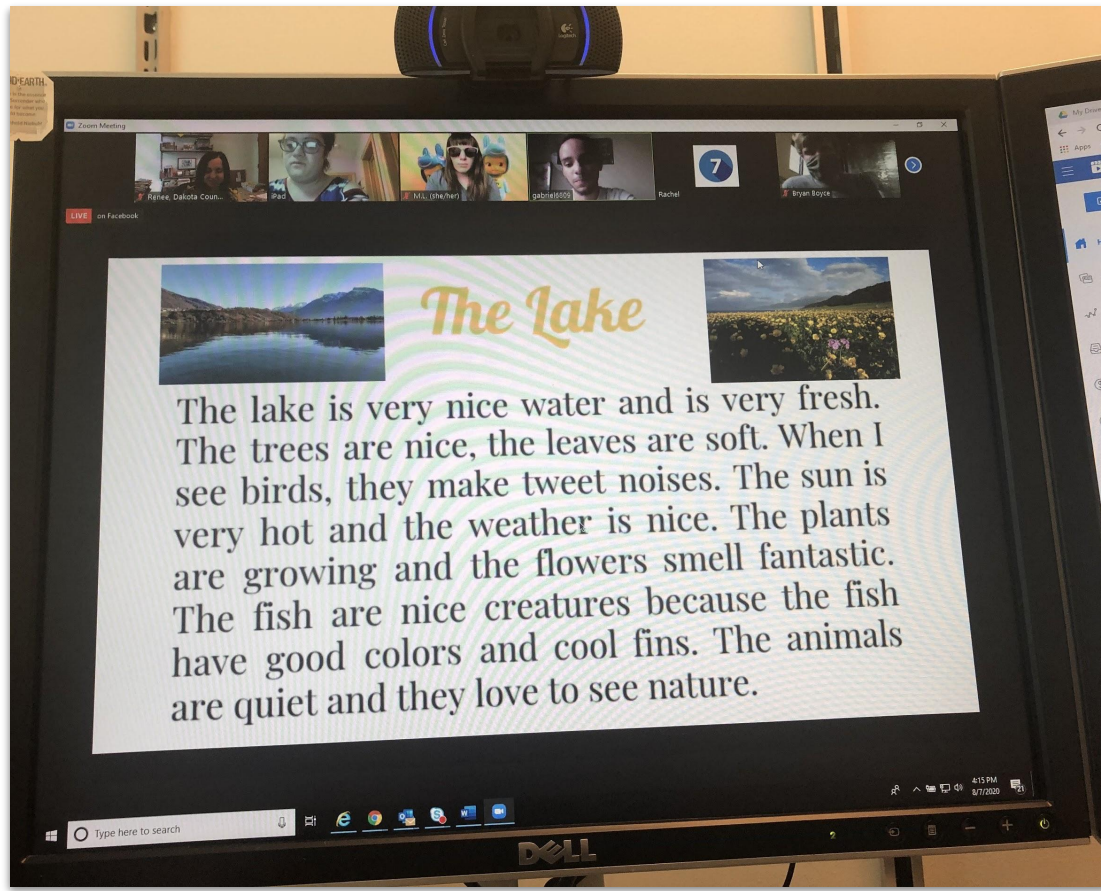 logitech
D·EARTH
Zoom Meeting
Renee, Dakota Coun...
iPad
M.L. (she/her)
gabriel6609
Rachel
7
Bryan Boyce
LIVE on Facebook
My Drive
Apps
The Lake
The lake is very nice water and is very fresh.
The trees are nice, the leaves are soft. When I
see birds, they make tweet noises. The sun is
very hot and the weather is nice. The plants
are growing and the flowers smell fantastic.
The fish are nice creatures because the fish
have good colors and cool fins. The animals
are quiet and they love to see nature.
4:15 PM
8/7/2020
21
Type here to search
2
DELL